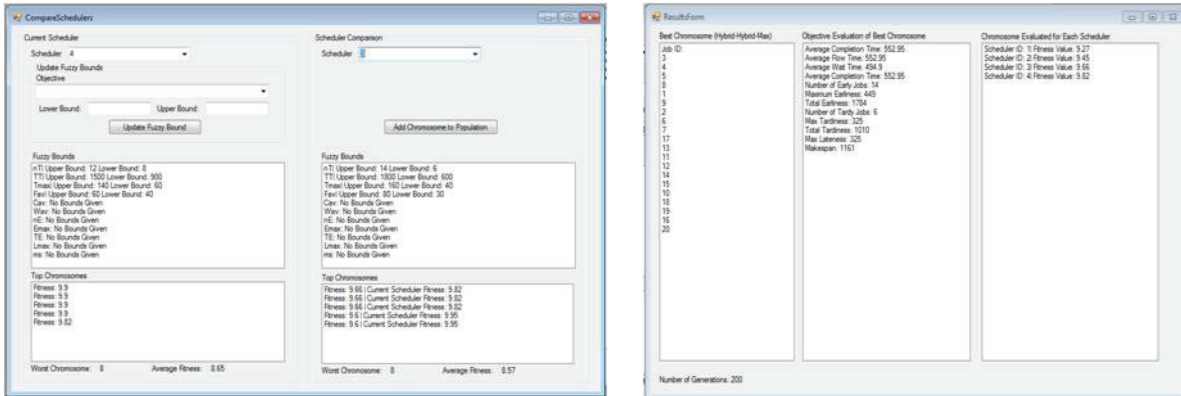 CompareSchedulers
Current Scheduler
Scheduler 4
Update Fuzzy Bounds
Objective
Lower Bound:
Upper Bound:
Update Fuzzy Bound
Fuzzy Bounds
nT| Upper Bound: 12 Lower Bound: 8
TT| Upper Bound: 1500 Lower Bound: 900
Tmax| Upper Bound: 140 Lower Bound: 60
Fav| Upper Bound: 60 Lower Bound: 40
Cav: No Bounds Given
Wav: No Bounds Given
nE: No Bounds Given
Emax: No Bounds Given
TE: No Bounds Given
Lmax: No Bounds Given
ms: No Bounds Given
Top Chromosomes
Fitness: 9.9
Fitness: 9.9
Fitness: 9.9
Fitness: 9.9
Fitness: 9.82
Worst Chromosome: 8
Average Fitness: 8.65
Scheduler Comparison
Scheduler 3
Add Chromosome to Population
Fuzzy Bounds
nT| Upper Bound: 14 Lower Bound: 6
TT| Upper Bound: 1800 Lower Bound: 600
Tmax| Upper Bound: 160 Lower Bound: 40
Fav| Upper Bound: 80 Lower Bound: 30
Cav: No Bounds Given
Wav: No Bounds Given
nE: No Bounds Given
Emax: No Bounds Given
TE: No Bounds Given
Lmax: No Bounds Given
ms: No Bounds Given
Top Chromosomes
Fitness: 9.66 | Current Scheduler Fitness: 9.82
Fitness: 9.66 | Current Scheduler Fitness: 9.82
Fitness: 9.66 | Current Scheduler Fitness: 9.82
Fitness: 9.6 | Current Scheduler Fitness: 9.95
Fitness: 9.6 | Current Scheduler Fitness: 9.95
Worst Chromosome: 8
Average Fitness: 8.57
ResultsForm
Best Chromosome (Hybrid-Hybrid-Max)
Job ID:
3
4
5
8
1
9
2
6
7
17
13
11
12
14
15
10
18
19
16
20
Objective Evaluation of Best Chromosome
Average Completion Time: 552.95
Average Flow Time: 552.95
Average Wait Time: 494.9
Average Completion Time: 552.95
Number of Early Jobs: 14
Maximum Earliness: 449
Total Earliness: 1784
Number of Tardy Jobs: 6
Max Tardiness: 325
Total Tardiness: 1010
Max Lateness: 325
Makespan: 1161
Chromosome Evaluated for Each Scheduler
Scheduler ID: 1| Fitness Value: 9.27
Scheduler ID: 2| Fitness Value: 9.45
Scheduler ID: 3| Fitness Value: 9.66
Scheduler ID: 4| Fitness Value: 9.82
Number of Generations: 200